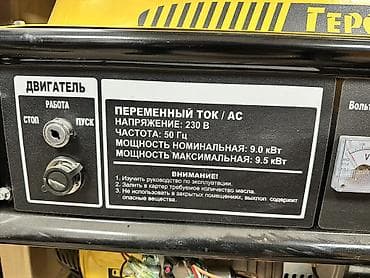 ГЕРО
ДВИГАТЕЛЬ
РАБОТА
СТОП ПУСК
ПЕРЕМЕННЫЙ ТОК / AC
НАПРЯЖЕНИЕ: 230 В
ЧАСТОТА: 50 Гц
МОЩНОСТЬ НОМИНАЛЬНАЯ: 9.0 кВт
МОЩНОСТЬ МАКСИМАЛЬНАЯ: 9.5 кВт
ВНИМАНИЕ!
1. Изучить руководство по эксплуатации.
2. Залить в картер требуемое количество масла.
3. Не использовать в закрытых помещениях, выхлоп содержит
опасные вещества.
Вольт
V